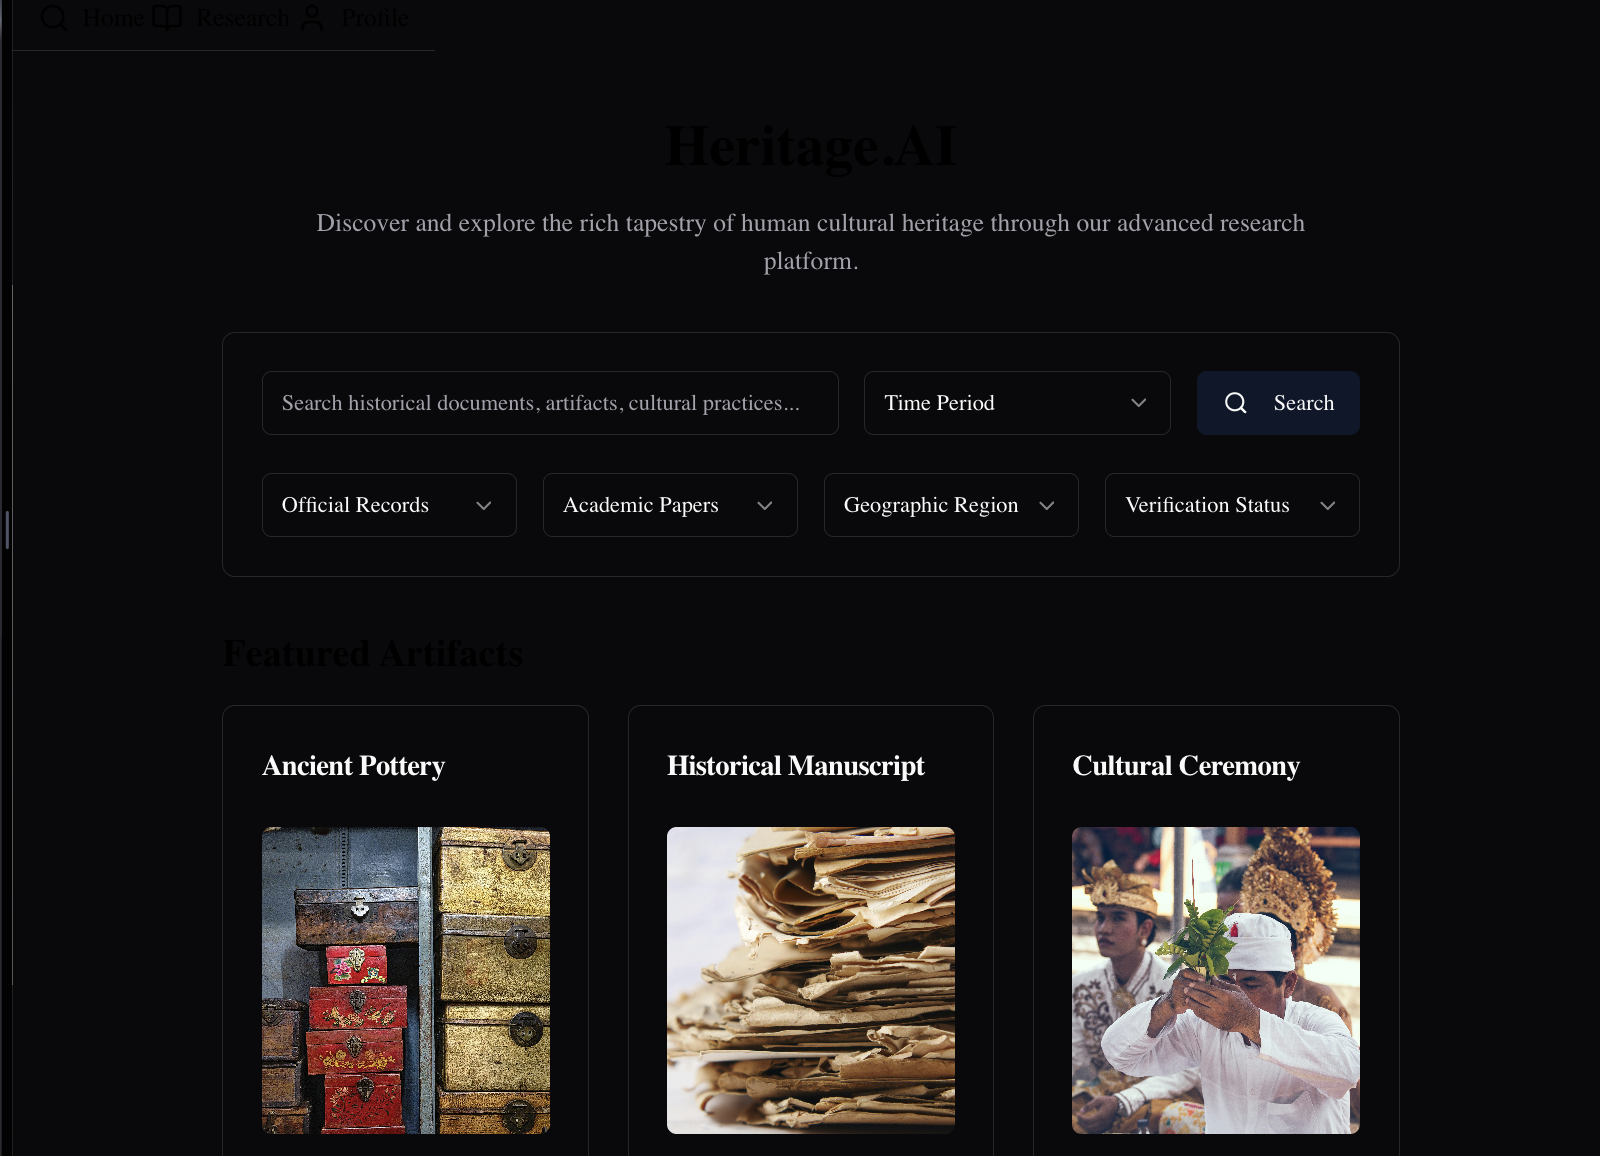 Home Research Profile
Heritage.AI
Discover and explore the rich tapestry of human cultural heritage through our advanced research
platform.
Search historical documents, artifacts, cultural practices...
Time Period
Search
Official Records
Academic Papers
Geographic Region
Verification Status
Featured Artifacts
Ancient Pottery
Historical Manuscript
Cultural Ceremony